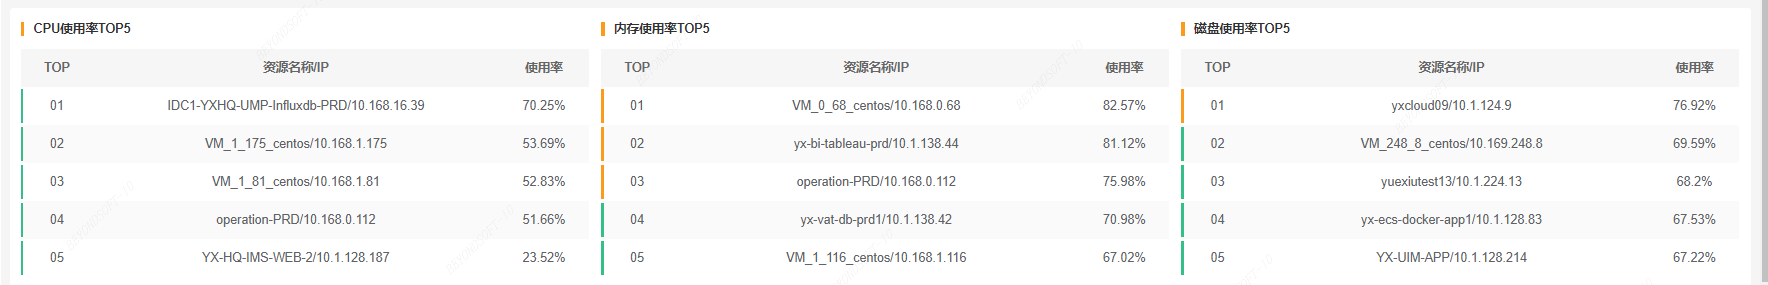 CPU使用率TOP5
TOP 资源名称/IP 使用率
01 IDC1-YXHQ-UMP-Influxdb-PRD/10.168.16.39 70.25%
02 VM_1_175_centos/10.168.1.175 53.69%
03 VM_1_81_centos/10.168.1.81 52.83%
04 operation-PRD/10.168.0.112 51.66%
05 YX-HQ-IMS-WEB-2/10.1.128.187 23.52%
内存使用率TOP5
TOP 资源名称/IP 使用率
01 VM_0_68_centos/10.168.0.68 82.57%
02 yx-bi-tableau-prd/10.1.138.44 81.12%
03 operation-PRD/10.168.0.112 75.98%
04 yx-vat-db-prd1/10.1.138.42 70.98%
05 VM_1_116_centos/10.168.1.116 67.02%
磁盘使用率TOP5
TOP 资源名称/IP 使用率
01 yxcloud09/10.1.124.9 76.92%
02 VM_248_8_centos/10.169.248.8 69.59%
03 yuexiutest13/10.1.224.13 68.2%
04 yx-ecs-docker-app1/10.1.128.83 67.53%
05 YX-UIM-APP/10.1.128.214 67.22%